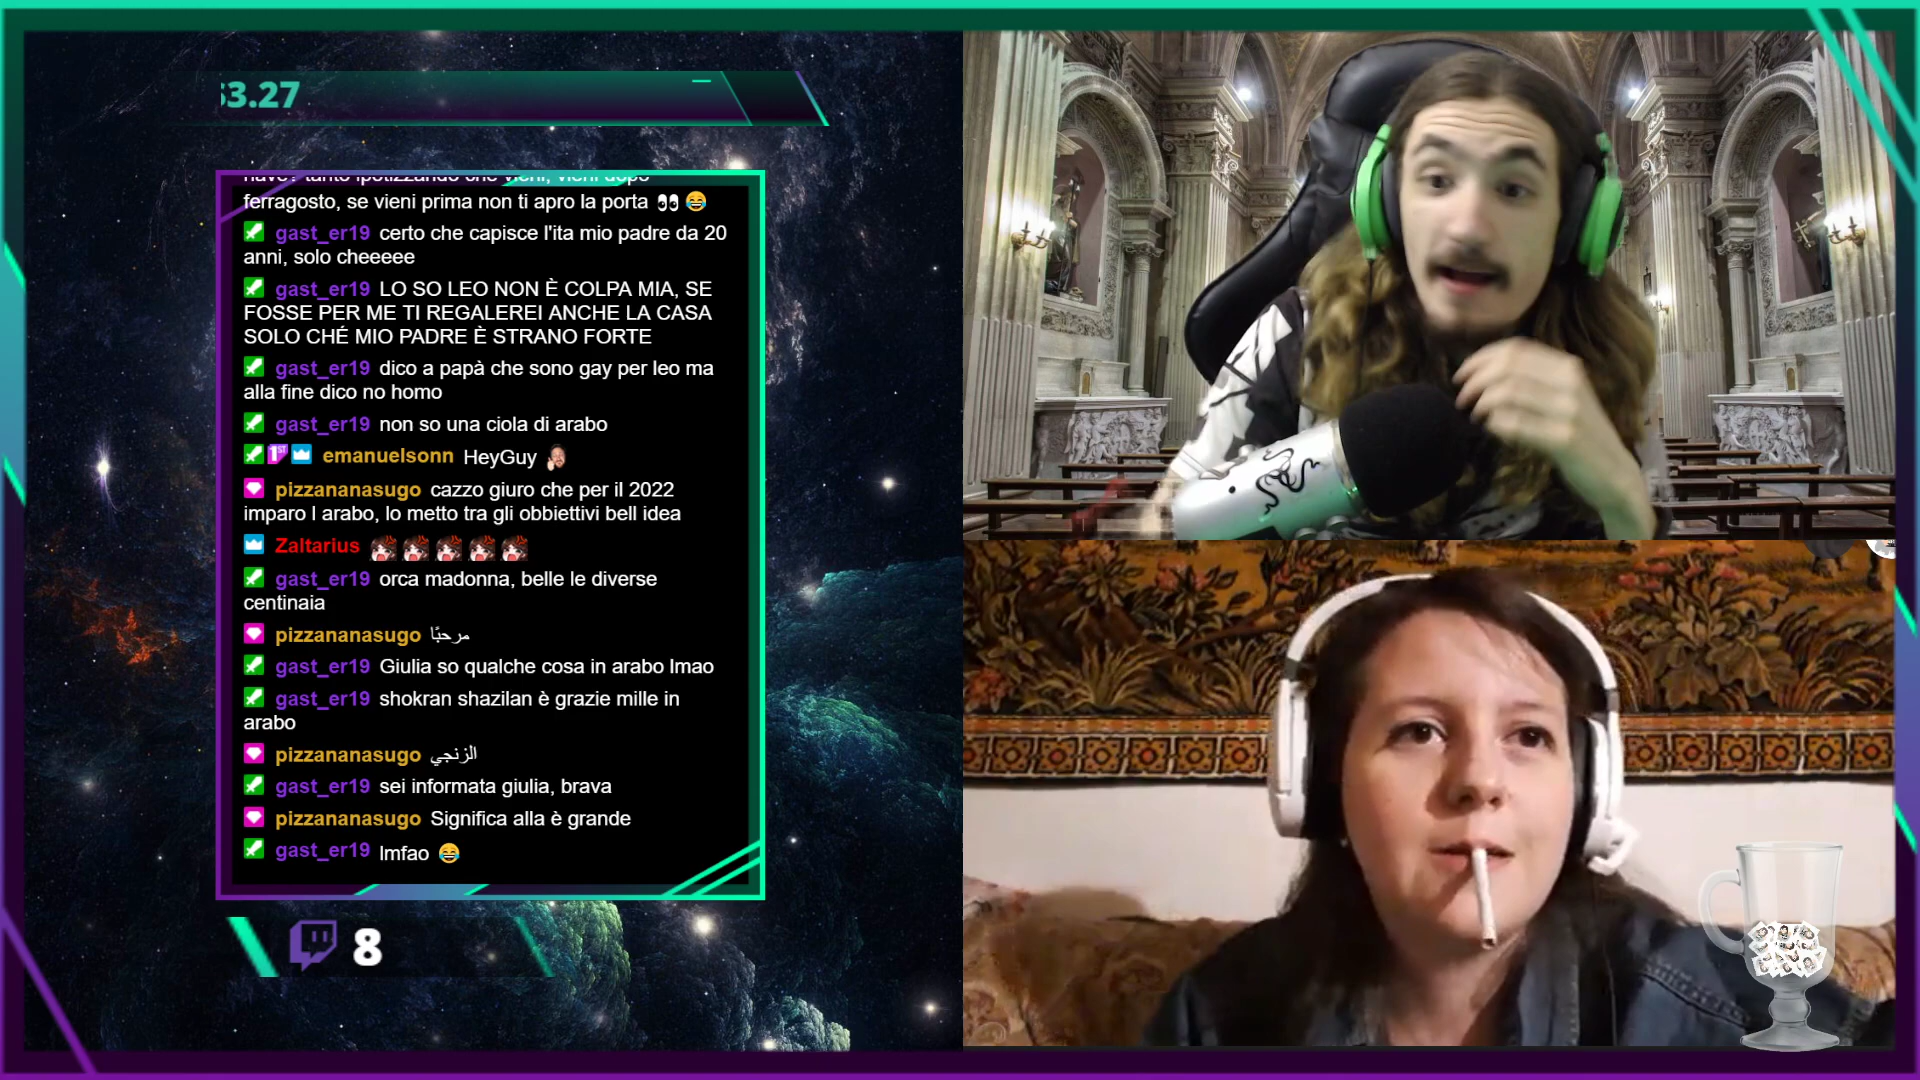 3.27
ferragosto, se vieni prima non ti apro la porta 👀 😂
gast_er19 certo che capisce l'ita mio padre da 20
anni, solo cheeeee
gast_er19 LO SO LEO NON È COLPA MIA, SE
FOSSE PER ME TI REGALEREI ANCHE LA CASA
SOLO CHÉ MIO PADRE È STRANO FORTE
gast_er19 dico a papà che sono gay per leo ma
alla fine dico no homo
gast_er19 non so una ciola di arabo
1ST emanuelsonn HeyGuy
pizzananasugo cazzo giuro che per il 2022
imparo l arabo, lo metto tra gli obbiettivi bell idea
Zaltarius
gast_er19 orca madonna, belle le diverse
centinaia
pizzananasugo مرحبًا
gast_er19 Giulia so qualche cosa in arabo lmao
gast_er19 shokran shazilan è grazie mille in
arabo
pizzananasugo الزنجي
gast_er19 sei informata giulia, brava
pizzananasugo Significa alla è grande
gast_er19 lmfao 😂
8